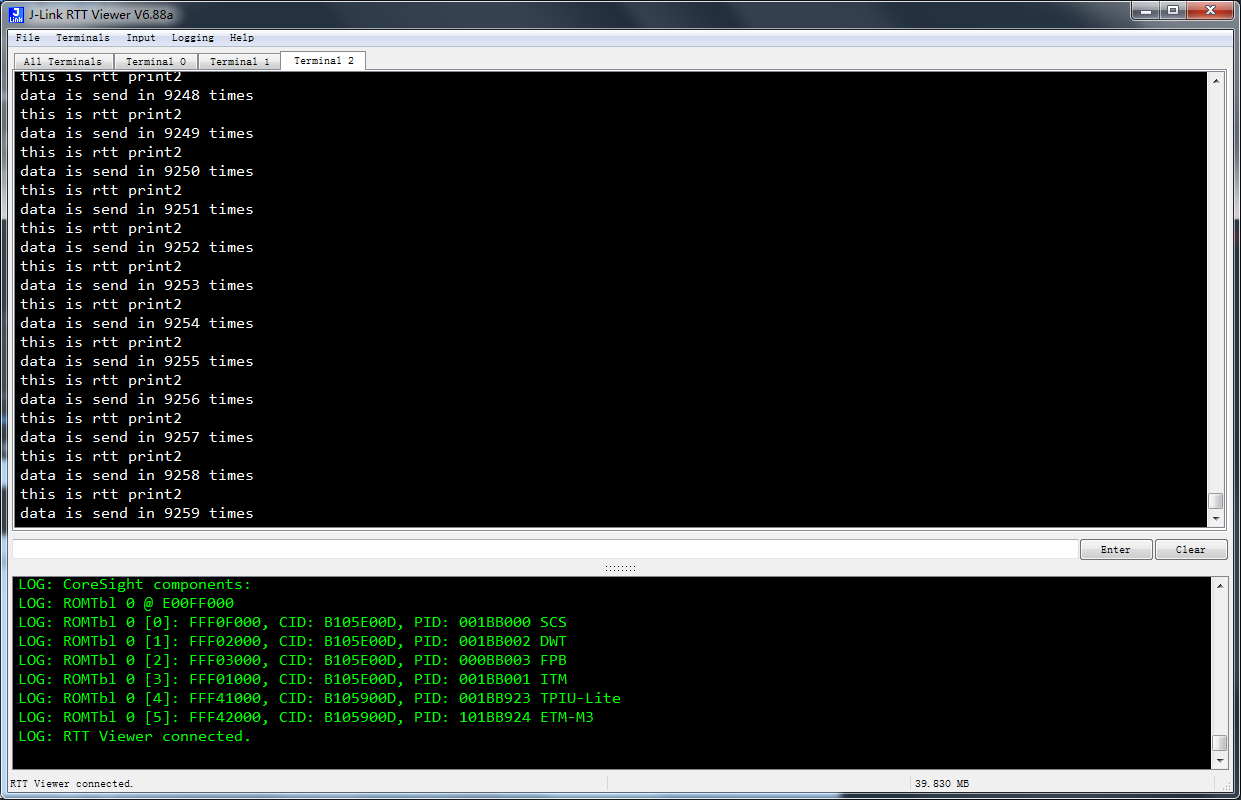 J-Link RTT Viewer V6.88a
File Terminals Input Logging Help
All Terminals Terminal 0 Terminal 1 Terminal 2
this is rtt print2
data is send in 9248 times
this is rtt print2
data is send in 9249 times
this is rtt print2
data is send in 9250 times
this is rtt print2
data is send in 9251 times
this is rtt print2
data is send in 9252 times
this is rtt print2
data is send in 9253 times
this is rtt print2
data is send in 9254 times
this is rtt print2
data is send in 9255 times
this is rtt print2
data is send in 9256 times
this is rtt print2
data is send in 9257 times
this is rtt print2
data is send in 9258 times
this is rtt print2
data is send in 9259 times
Enter Clear
LOG: CoreSight components:
LOG: ROMTbl 0 @ E00FF000
LOG: ROMTbl 0 [0]: FFF0F000, CID: B105E00D, PID: 001BB000 SCS
LOG: ROMTbl 0 [1]: FFF02000, CID: B105E00D, PID: 001BB002 DWT
LOG: ROMTbl 0 [2]: FFF03000, CID: B105E00D, PID: 000BB003 FPB
LOG: ROMTbl 0 [3]: FFF01000, CID: B105E00D, PID: 001BB001 ITM
LOG: ROMTbl 0 [4]: FFF41000, CID: B105900D, PID: 001BB923 TPIU-Lite
LOG: ROMTbl 0 [5]: FFF42000, CID: B105900D, PID: 101BB924 ETM-M3
LOG: RTT Viewer connected.
RTT Viewer connected. 39.830 MB